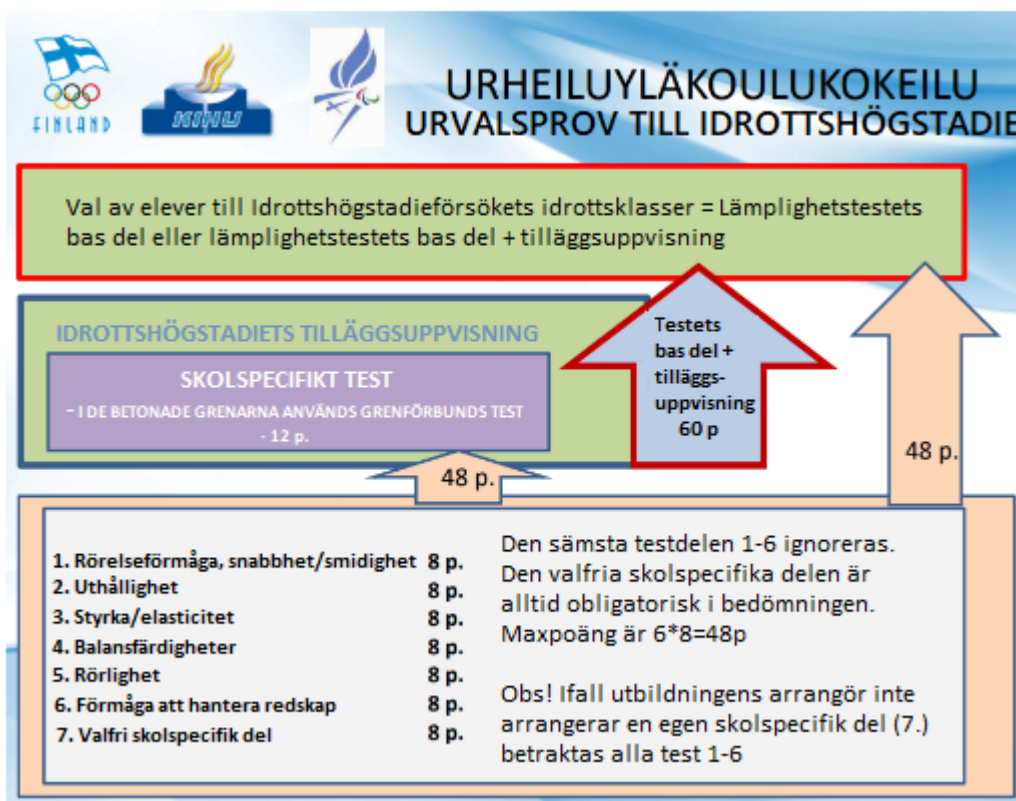 FINLAND
KIHU
URHEILUYLÄKOULUKOKEILU
URVALSPROV TILL IDROTTSHÖGSTADIE
Val av elever till Idrottshögstadieförsökets idrottsklasser = Lämplighetstestets
bas del eller lämplighetstestets bas del + tilläggsuppvisning
IDROTTSHÖGSTADIETS TILLÄGGSUPPVISNING
SKOLSPECIFIKT TEST
– I DE BETONADE GRENARNA ANVÄNDS GRENFÖRBUNDS TEST
- 12 p.
Testets
bas del +
tilläggs-
uppvisning
60 p
48 p.
48 p.
1. Rörelseförmåga, snabbhet/smidighet 8 p.
2. Uthållighet 8 p.
3. Styrka/elasticitet 8 p.
4. Balansfärdigheter 8 p.
5. Rörlighet 8 p.
6. Förmåga att hantera redskap 8 p.
7. Valfri skolspecifik del 8 p.
Den sämsta testdelen 1-6 ignoreras.
Den valfria skolspecifika delen är
alltid obligatorisk i bedömningen.
Maxpoäng är 6*8=48p
Obs! Ifall utbildningens arrangör inte
arrangerar en egen skolspecifik del (7.)
betraktas alla test 1-6